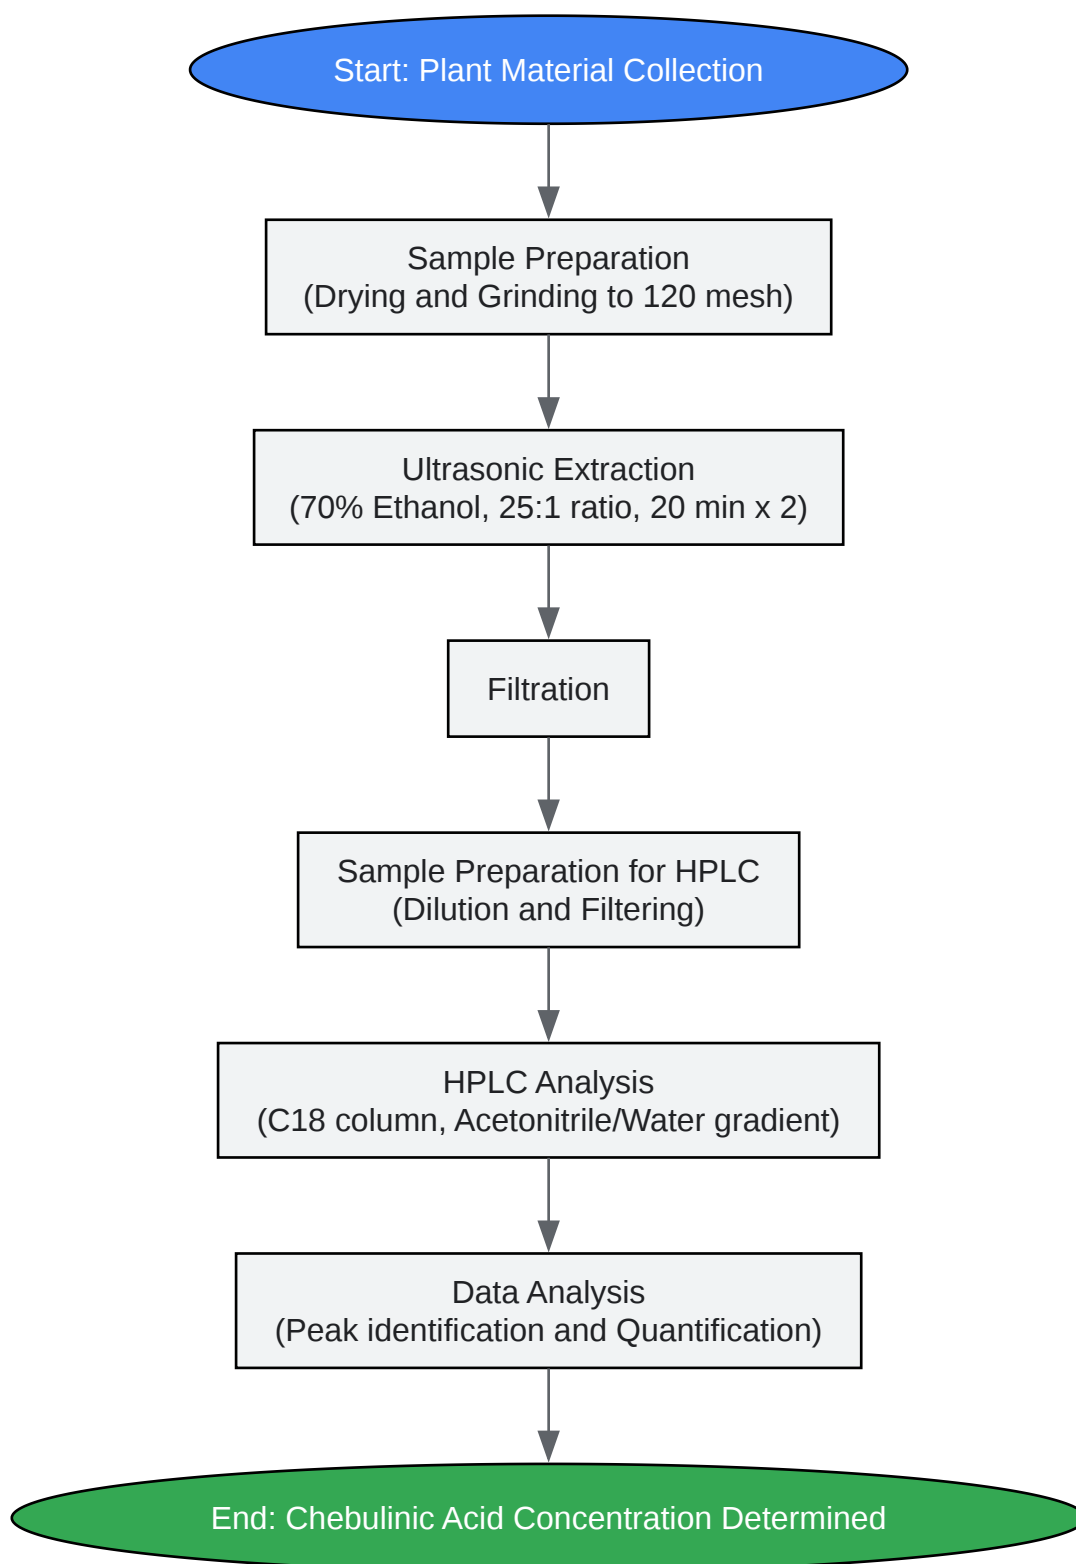 Start: Plant Material Collection
Sample Preparation
(Drying and Grinding to 120 mesh)
Ultrasonic Extraction
(70% Ethanol, 25:1 ratio, 20 min x 2)
Filtration
Sample Preparation for HPLC
(Dilution and Filtering)
HPLC Analysis
(C18 column, Acetonitrile/Water gradient)
Data Analysis
(Peak identification and Quantification)
End: Chebulinic Acid Concentration Determined